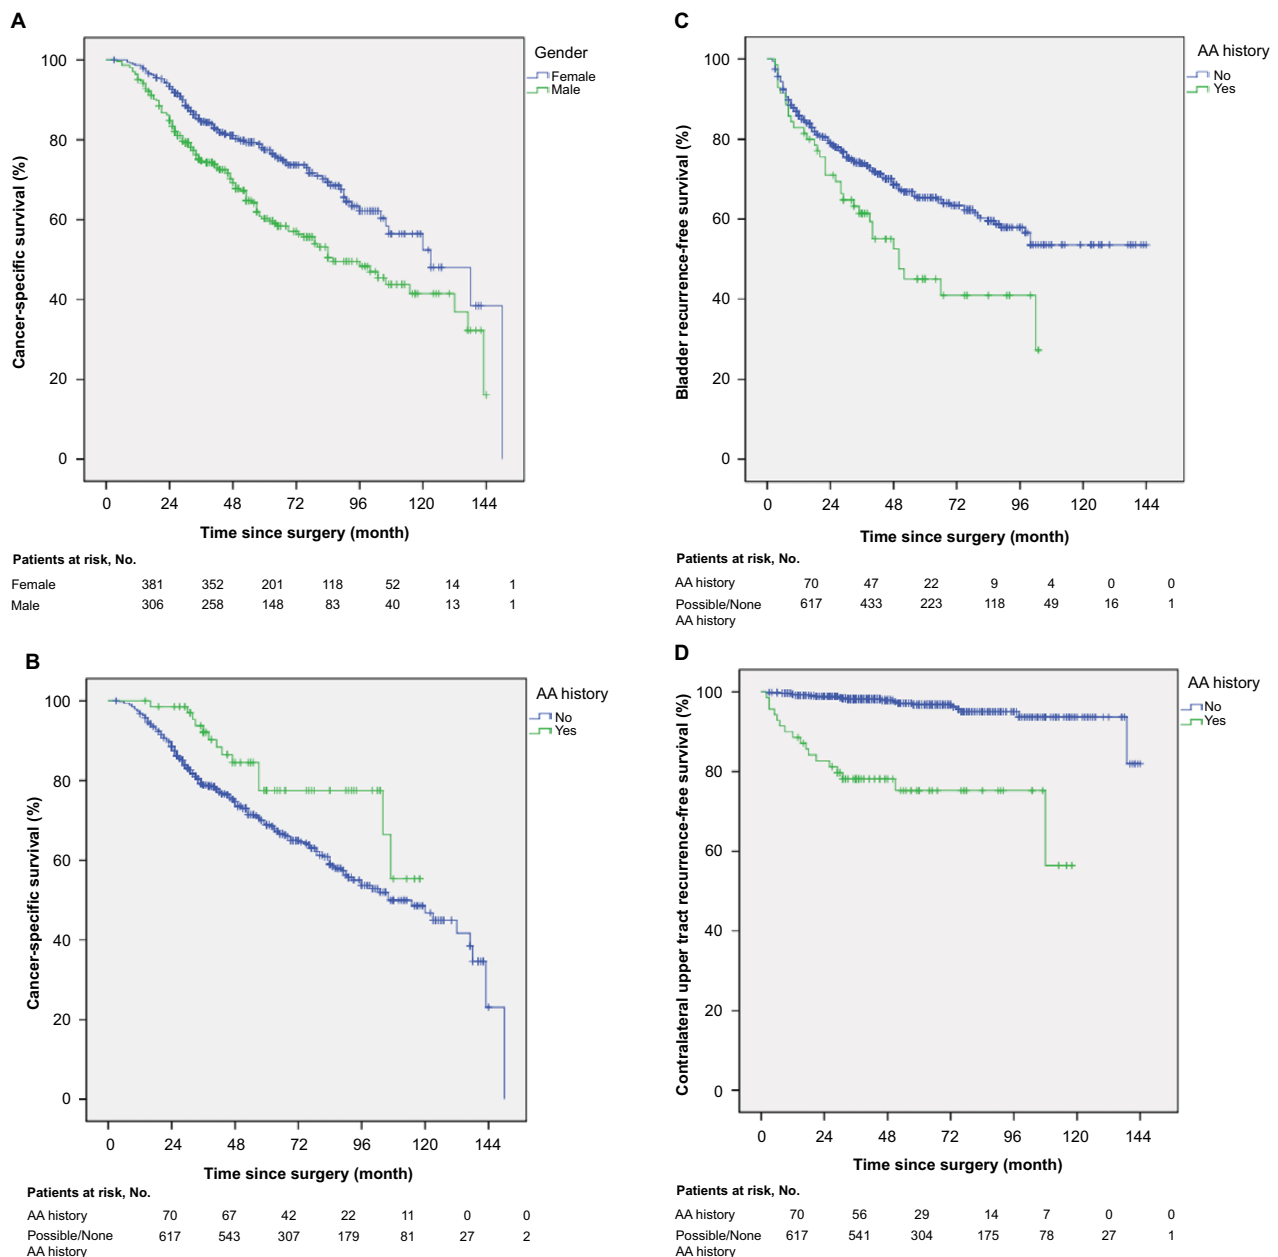 A
Cancer-specific survival (%)
100
80
60
40
20
0
0 24 48 72 96 120 144
Time since surgery (month)
Gender
Female
Male
Patients at risk, No.
Female 381 352 201 118 52 14 1
Male 306 258 148 83 40 13 1
C
Bladder recurrence-free survival (%)
100
80
60
40
20
0
0 24 48 72 96 120 144
Time since surgery (month)
AA history
No
Yes
Patients at risk, No.
AA history 70 47 22 9 4 0 0
Possible/None 617 433 223 118 49 16 1
AA history
B
Cancer-specific survival (%)
100
80
60
40
20
0
0 24 48 72 96 120 144
Time since surgery (month)
AA history
No
Yes
Patients at risk, No.
AA history 70 67 42 22 11 0 0
Possible/None 617 543 307 179 81 27 2
AA history
D
Contralateral upper tract recurrence-free survival (%)
100
80
60
40
20
0
0 24 48 72 96 120 144
Time since surgery (month)
AA history
No
Yes
Patients at risk, No.
AA history 70 56 29 14 7 0 0
Possible/None 617 541 304 175 78 27 1
AA history